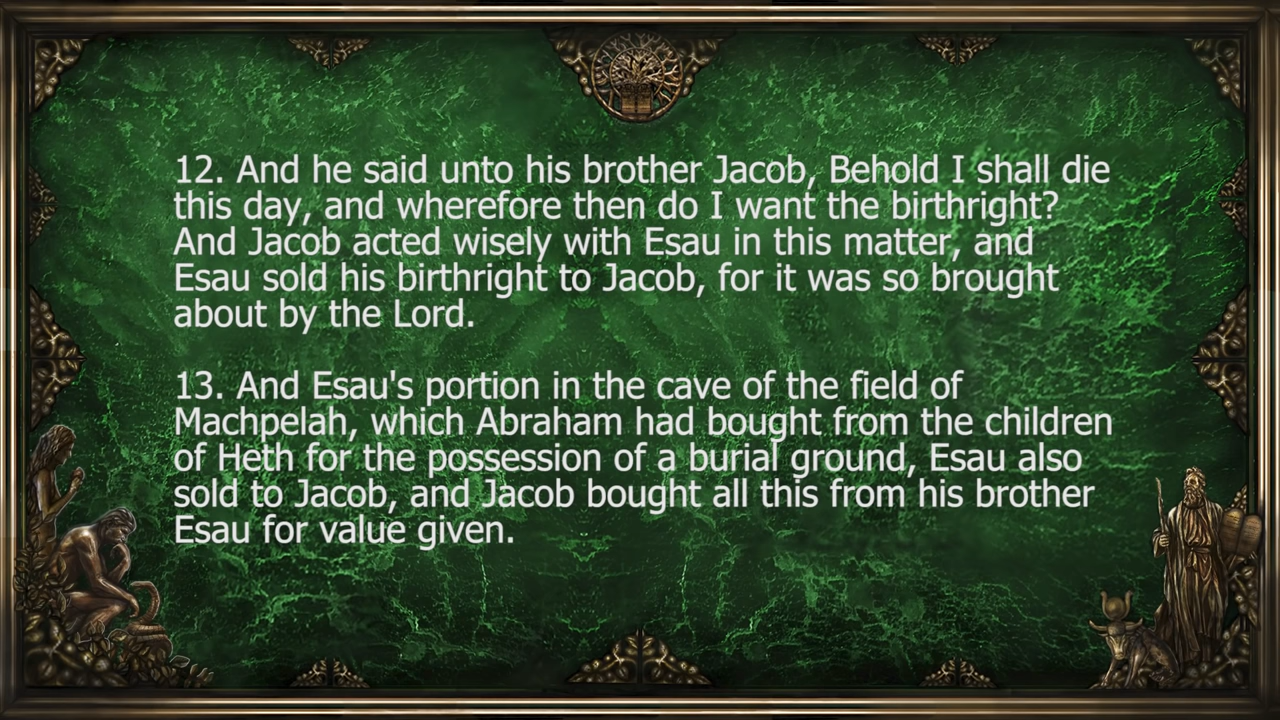 12. And he said unto his brother Jacob, Behold I shall die
this day, and wherefore then do I want the birthright?
And Jacob acted wisely with Esau in this matter, and
Esau sold his birthright to Jacob, for it was so brought
about by the Lord.
13. And Esau's portion in the cave of the field of
Machpelah, which Abraham had bought from the children
of Heth for the possession of a burial ground, Esau also
sold to Jacob, and Jacob bought all this from his brother
Esau for value given.